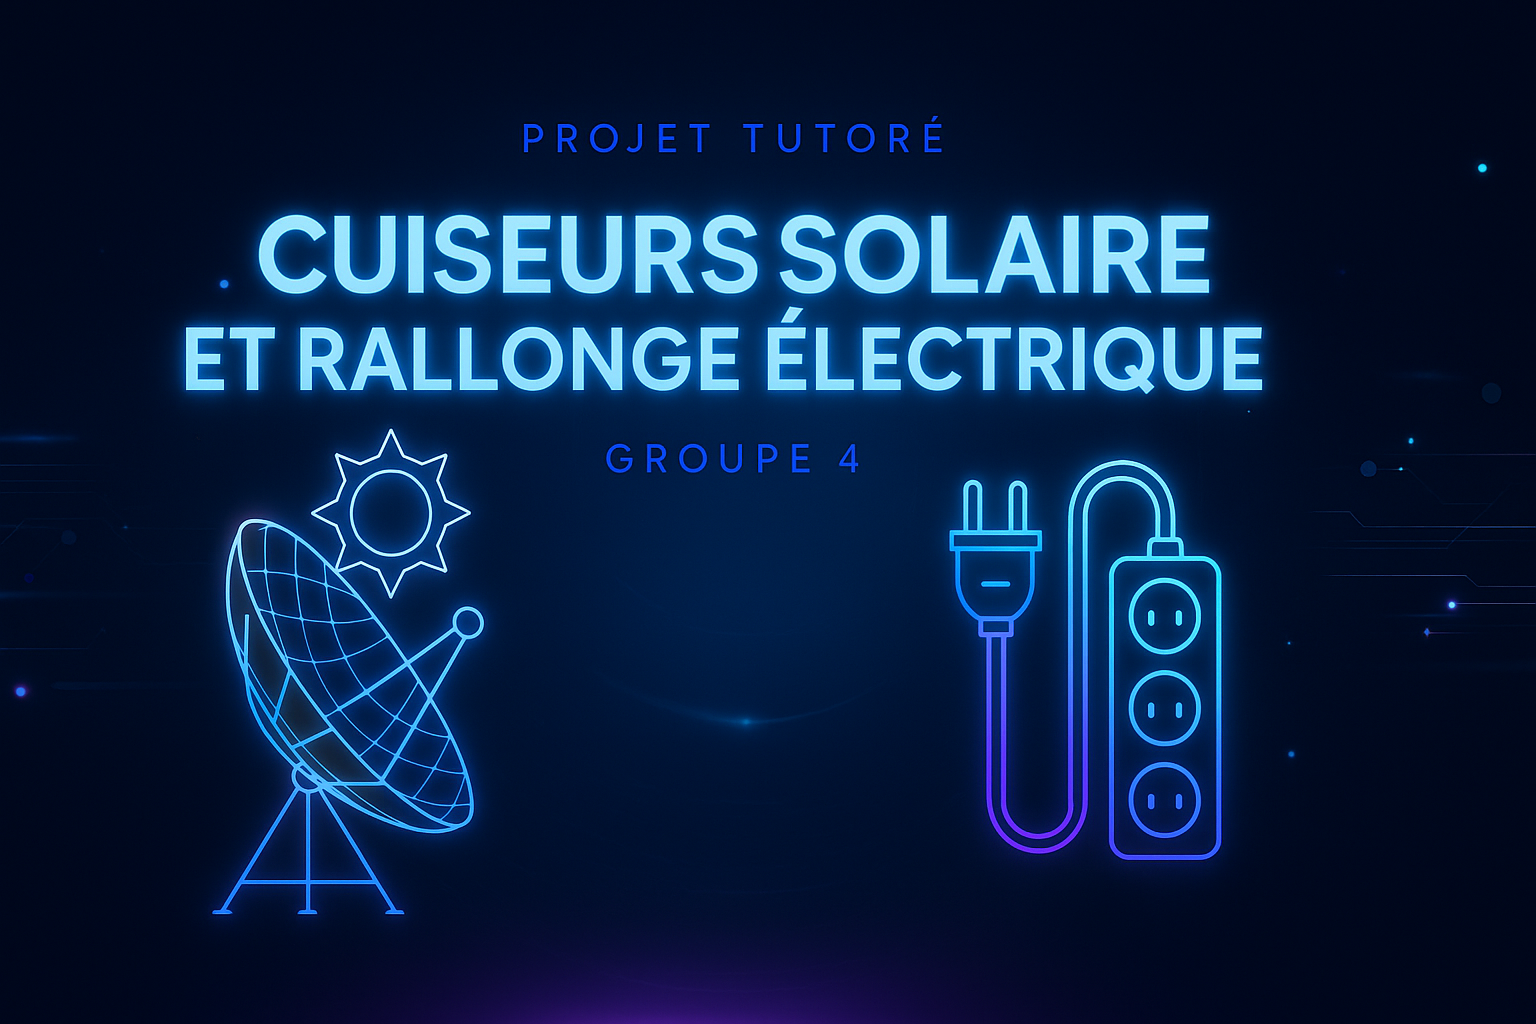 PROJET TUTORÉ
CUISEURS SOLAIRE
ET RALLONGE ÉLECTRIQUE
GROUPE 4